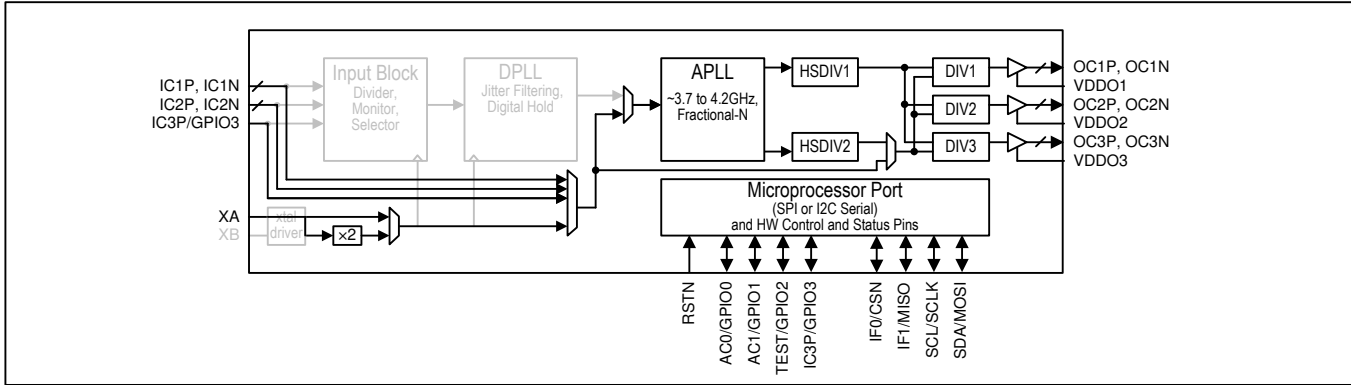 IC1P, IC1N
IC2P, IC2N
IC3P/GPIO3
XA
XB
Input Block
Divider,
Monitor,
Selector
DPLL
Jitter Filtering,
Digital Hold
xtal
driver
×2
APLL
~3.7 to 4.2GHz,
Fractional-N
HSDIV1
HSDIV2
DIV1
DIV2
DIV3
OC1P, OC1N
VDDO1
OC2P, OC2N
VDDO2
OC3P, OC3N
VDDO3
Microprocessor Port
(SPI or I2C Serial)
and HW Control and Status Pins
RSTN
AC0/GPIO0
AC1/GPIO1
TEST/GPIO2
IC3P/GPIO3
IF0/CSN
IF1/MISO
SCL/SCLK
SDA/MOSI